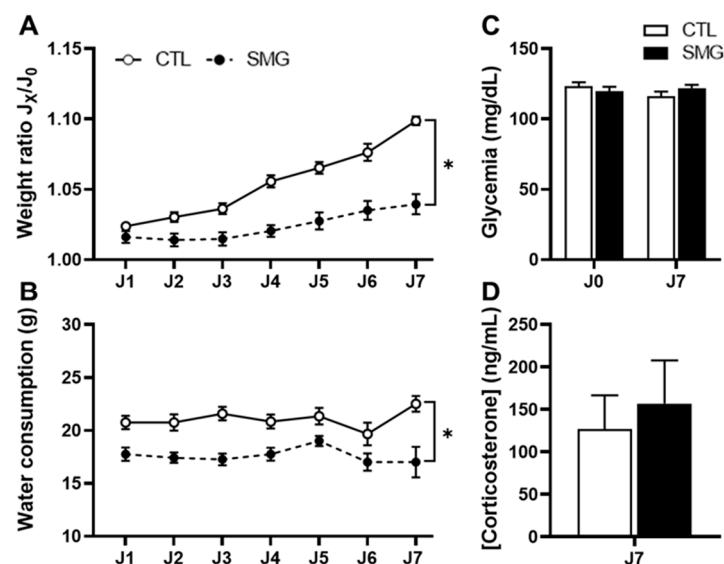 A
Weight ratio Jₓ/J₀
1.15
1.10
1.05
1.00
CTL SMG
*
J1 J2 J3 J4 J5 J6 J7
B
Water consumption (g)
30
25
20
15
10
*
J1 J2 J3 J4 J5 J6 J7
C
CTL
SMG
Glycemia (mg/dL)
150
100
50
0
J0 J7
D
[Corticosterone] (ng/mL)
250
200
150
100
50
0
J7